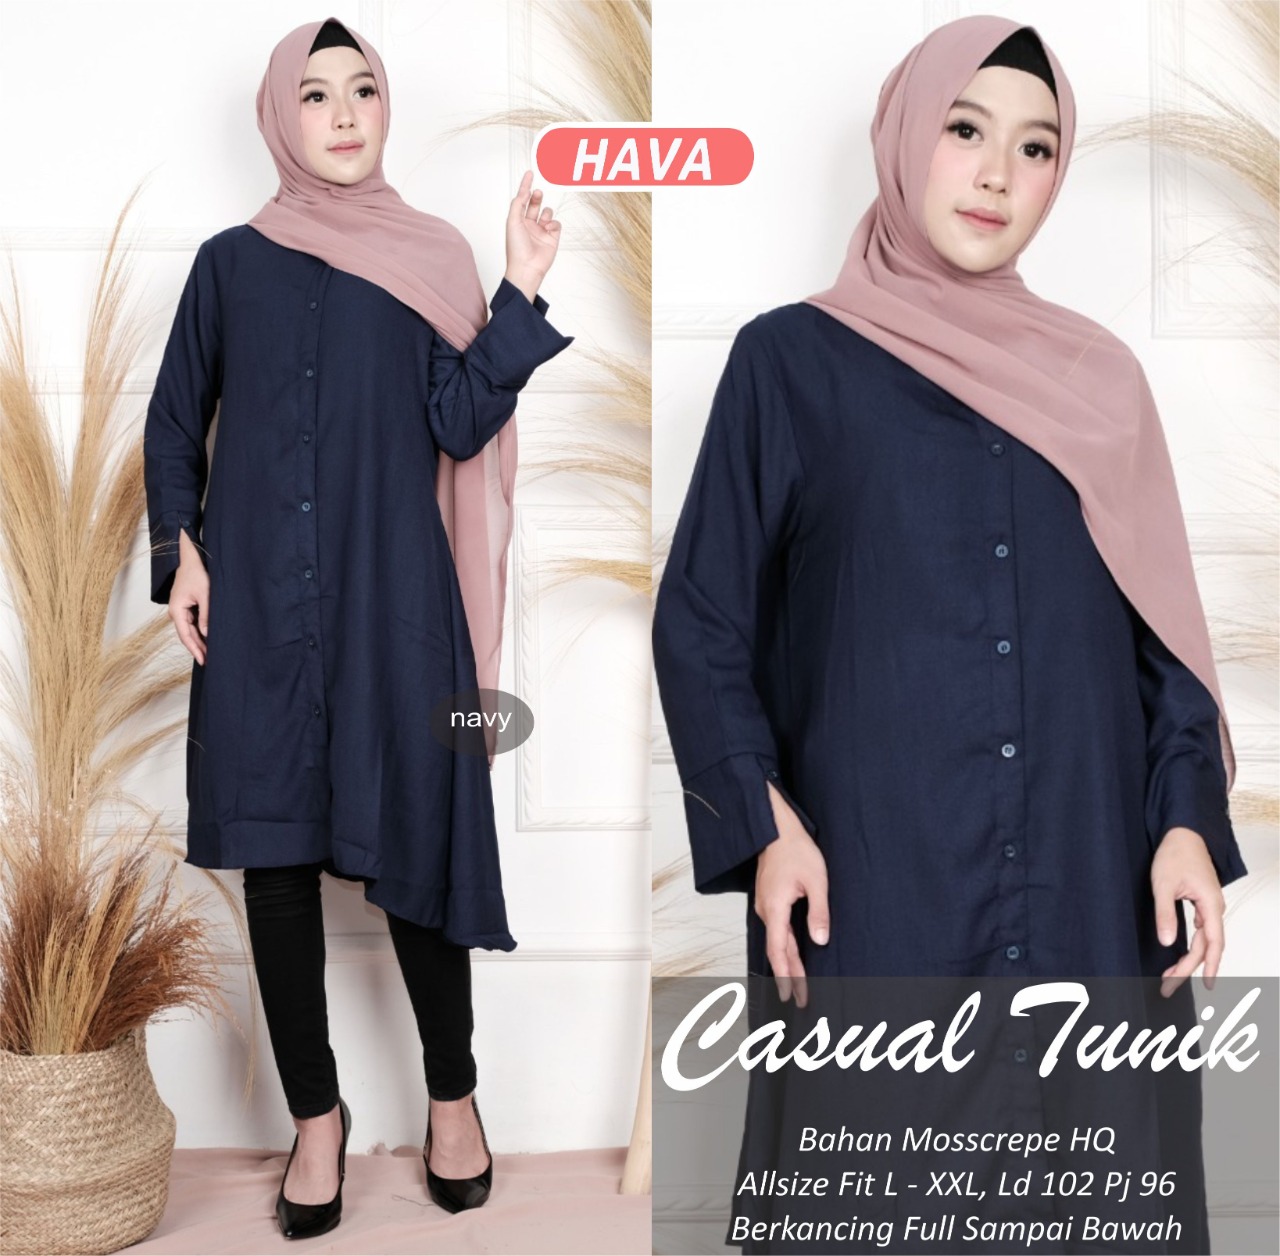 HAVA
navy
Casual Tunik
Bahan Mosscrepe HQ
Allsize Fit L - XXL, Ld 102 Pj 96
Berkancing Full Sampai Bawah